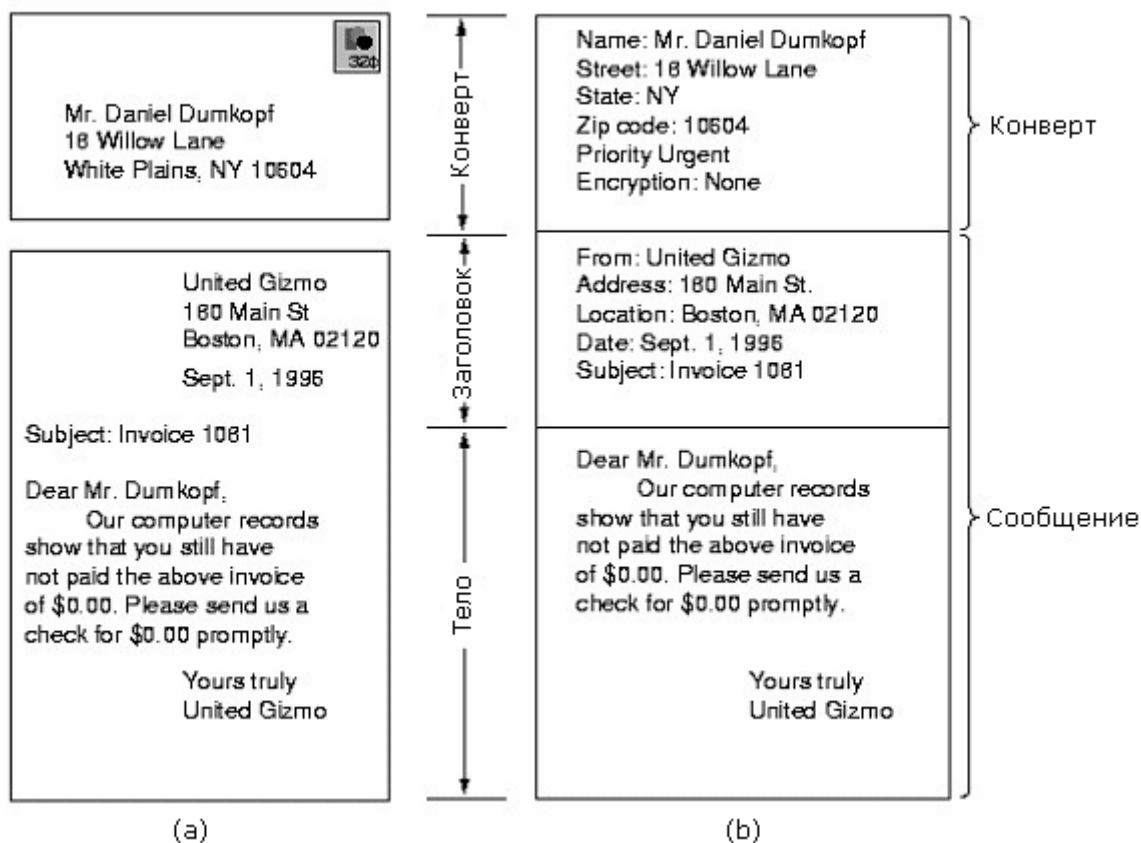 32¢
Mr. Daniel Dumkopf
18 Willow Lane
White Plains, NY 10604
United Gizmo
180 Main St
Boston, MA 02120
Sept. 1, 1996
Subject: Invoice 1081
Dear Mr. Dumkopf,
Our computer records
show that you still have
not paid the above invoice
of $0.00. Please send us a
check for $0.00 promptly.
Yours truly
United Gizmo
(a)
Конверт
Заголовок
Тело
Name: Mr. Daniel Dumkopf
Street: 18 Willow Lane
State: NY
Zip code: 10604
Priority Urgent
Encryption: None
From: United Gizmo
Address: 180 Main St.
Location: Boston, MA 02120
Date: Sept. 1, 1996
Subject: Invoice 1081
Dear Mr. Dumkopf,
Our computer records
show that you still have
not paid the above invoice
of $0.00. Please send us a
check for $0.00 promptly.
Yours truly
United Gizmo
(b)
Конверт
Сообщение